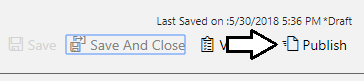 Last Saved on :5/30/2018 5:36 PM *Draft
Save Save And Close Publish